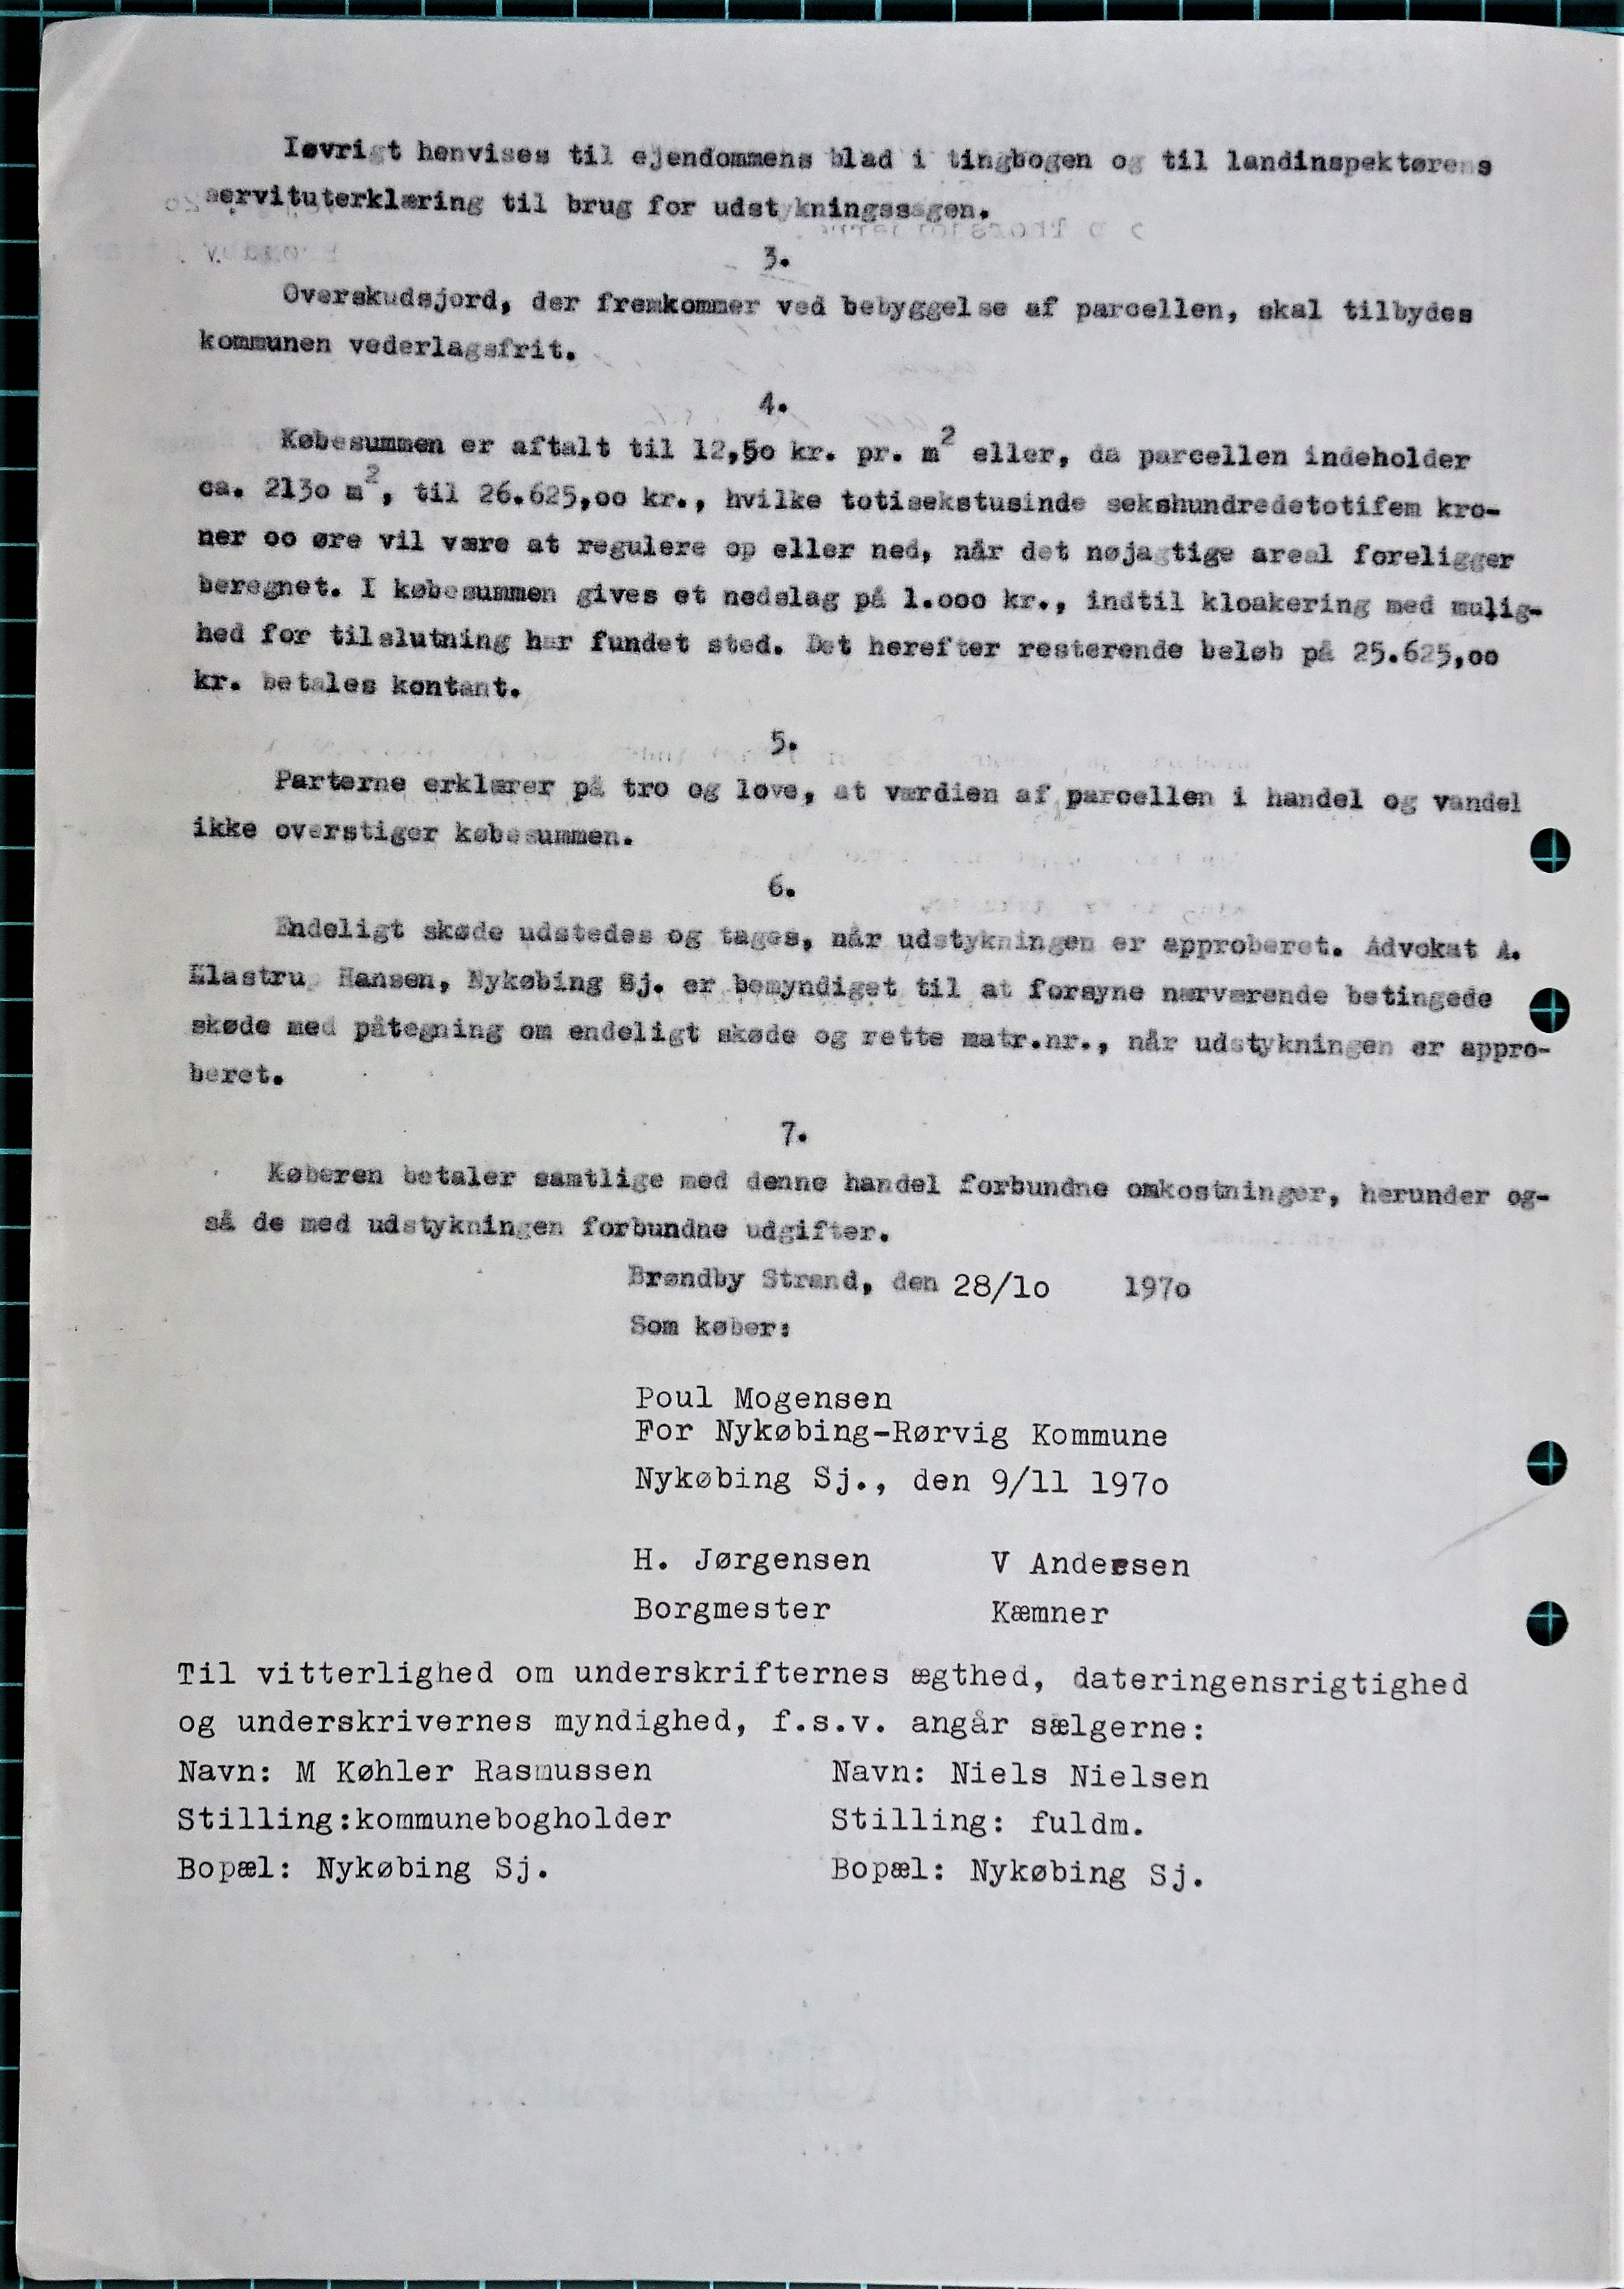 Iøvrigt henvises til ejendommens blad i tingbogen og til landinspektørens
servituterklæring til brug for udstykningssagen.
3.
Overskudsjord, der fremkommer ved bebyggelse af parcellen, skal tilbydes
kommunen vederlagsfrit.
4.
Købesummen er aftalt til 12,50 kr. pr. m2 eller, da parcellen indeholder
ca. 2130 m2, til 26.625,oo kr., hvilke totisekstusinde sekshundredetotifem kro-
ner oo øre vil være at regulere op eller ned, når det nøjagtige areal foreligger
beregnet. I købesummen gives et nedslag på 1.ooo kr., indtil kloakering med mulig-
hed for tilslutning har fundet sted. Det herefter resterende beløb på 25.625,oo
kr. betales kontant.
5.
Parterne erklærer på tro og love, at værdien af parcellen i handel og vandel
ikke overstiger købesummen.
6.
Endeligt skøde udstedes og tages, når udstykningen er approberet. Advokat A.
Elastrup Hansen, Nykøbing Sj. er bemyndiget til at forsyne nærværende betingede
skøde med påtegning om endeligt skøde og rette matr.nr., når udstykningen er appro-
beret.
7.
Køberen betaler samtlige med denne handel forbundne omkostninger, herunder og-
så de med udstykningen forbundne udgifter.
Brøndby Strand, den 28/1o 197o
Som køber:
Poul Mogensen
For Nykøbing-Rørvig Kommune
Nykøbing Sj., den 9/11 197o
H. Jørgensen V Andersen
Borgmester Kæmner
Til vitterlighed om underskrifternes ægthed, dateringensrigtighed
og underskrivernes myndighed, f.s.v. angår sælgerne:
Navn: M Køhler Rasmussen Navn: Niels Nielsen
Stilling:kommunebogholder Stilling: fuldm.
Bopæl: Nykøbing Sj. Bopæl: Nykøbing Sj.